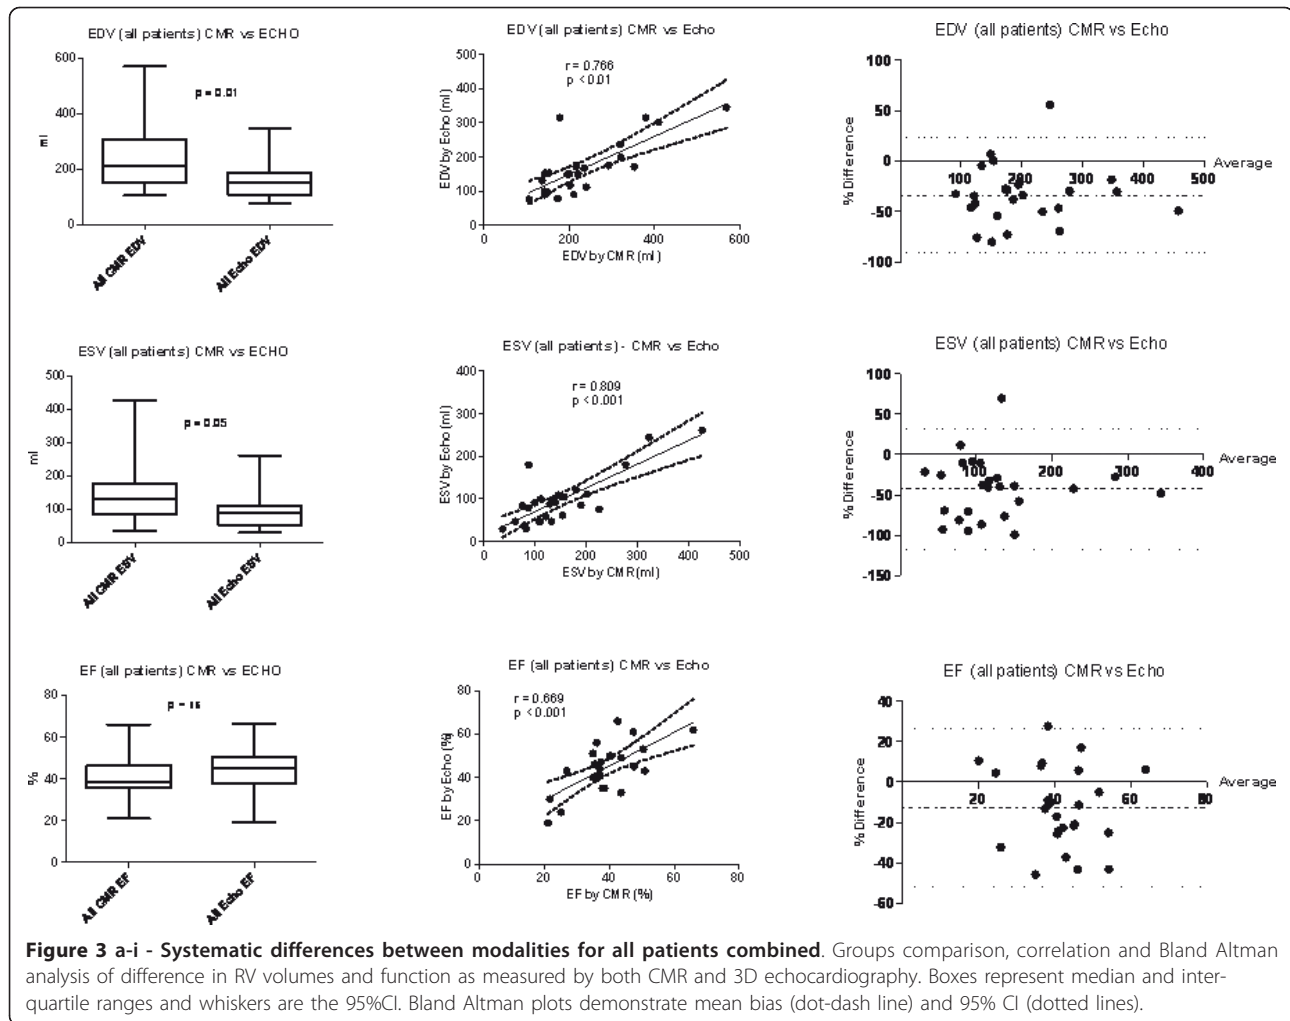 EDV (all patients) CMR vs ECHO
600
400
200
0
ml
p = 0.01
All CMR EDV
All Echo EDV
EDV (all patients) CMR vs Echo
r = 0.766
p < 0.01
500
400
300
200
100
0
EDV by Echo (ml)
0 200 400 600
EDV by CMR (ml)
EDV (all patients) CMR vs Echo
100
50
0
-50
-100
% Difference
100 200 300 400 500
Average
ESV (all patients) CMR vs ECHO
500
400
300
200
100
0
ml
p = 0.05
All CMR ESV
All Echo ESV
ESV (all patients) - CMR vs Echo
r = 0.809
p < 0.001
400
300
200
100
0
ESV by Echo (ml)
0 100 200 300 400 500
ESV by CMR (ml)
ESV (all patients) CMR vs Echo
100
50
0
-50
-100
-150
% Difference
100 200 300 400
Average
EF (all patients) CMR vs ECHO
80
60
40
20
0
%
p = ns
All CMR EF
All Echo EF
EF (all patients) CMR vs Echo
r = 0.669
p < 0.001
80
60
40
20
0
EF by Echo (%)
0 20 40 60 80
EF by CMR (%)
EF (all patients) CMR vs Echo
40
20
0
-20
-40
-60
% Difference
20 40 60 80
Average
Figure 3 a-i - Systematic differences between modalities for all patients combined. Groups comparison, correlation and Bland Altman
analysis of difference in RV volumes and function as measured by both CMR and 3D echocardiography. Boxes represent median and inter-
quartile ranges and whiskers are the 95%CI. Bland Altman plots demonstrate mean bias (dot-dash line) and 95% CI (dotted lines).